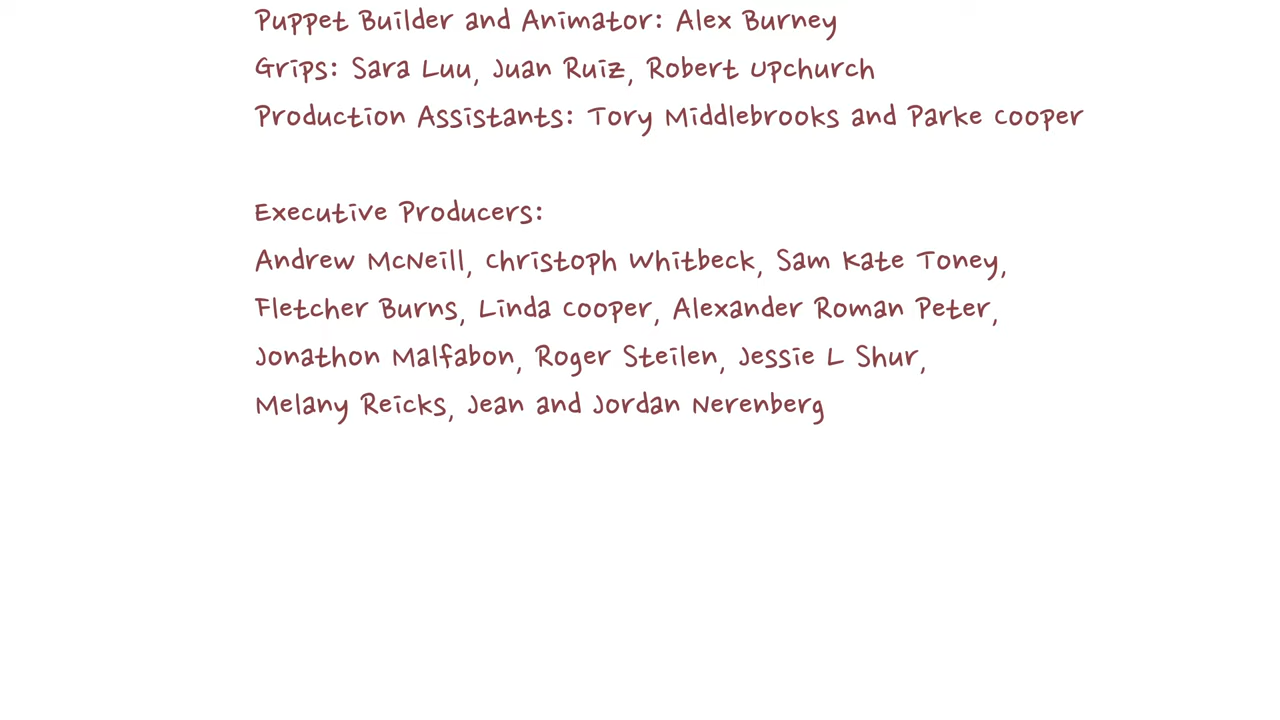 Puppet Builder and Animator: Alex Burney
Grips: Sara Luu, Juan Ruiz, Robert Upchurch
Production Assistants: Tory Middlebrooks and Parke Cooper
Executive Producers:
Andrew McNeill, Christoph Whitbeck, Sam Kate Toney,
Fletcher Burns, Linda Cooper, Alexander Roman Peter,
Jonathon Malfabon, Roger Steilen, Jessie L Shur,
Melany Reicks, Jean and Jordan Nerenberg